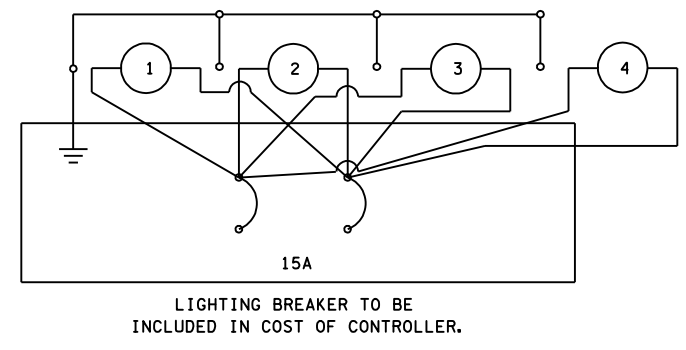 1 2 3 4
15A
LIGHTING BREAKER TO BE
INCLUDED IN COST OF CONTROLLER.